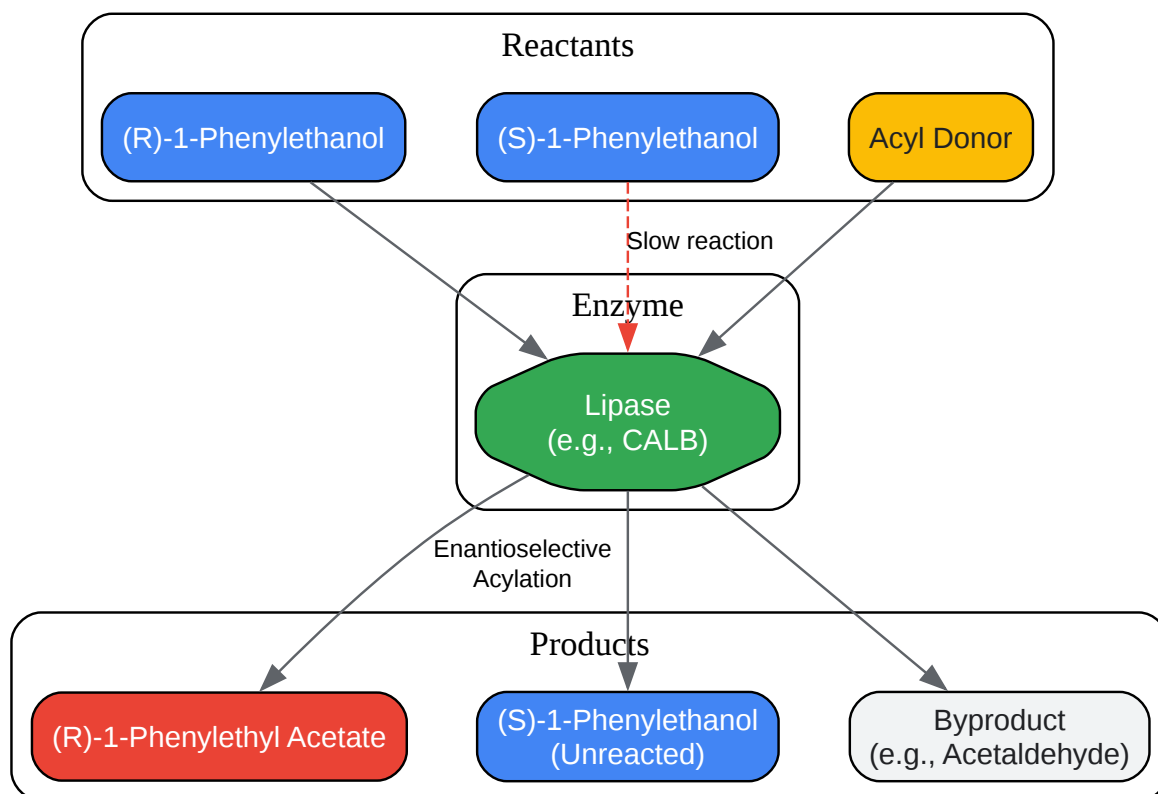 Reactants
(R)-1-Phenylethanol
(S)-1-Phenylethanol
Acyl Donor
Slow reaction
Enzyme
Lipase
(e.g., CALB)
Enantioselective
Acylation
Products
(R)-1-Phenylethyl Acetate
(S)-1-Phenylethanol
(Unreacted)
Byproduct
(e.g., Acetaldehyde)